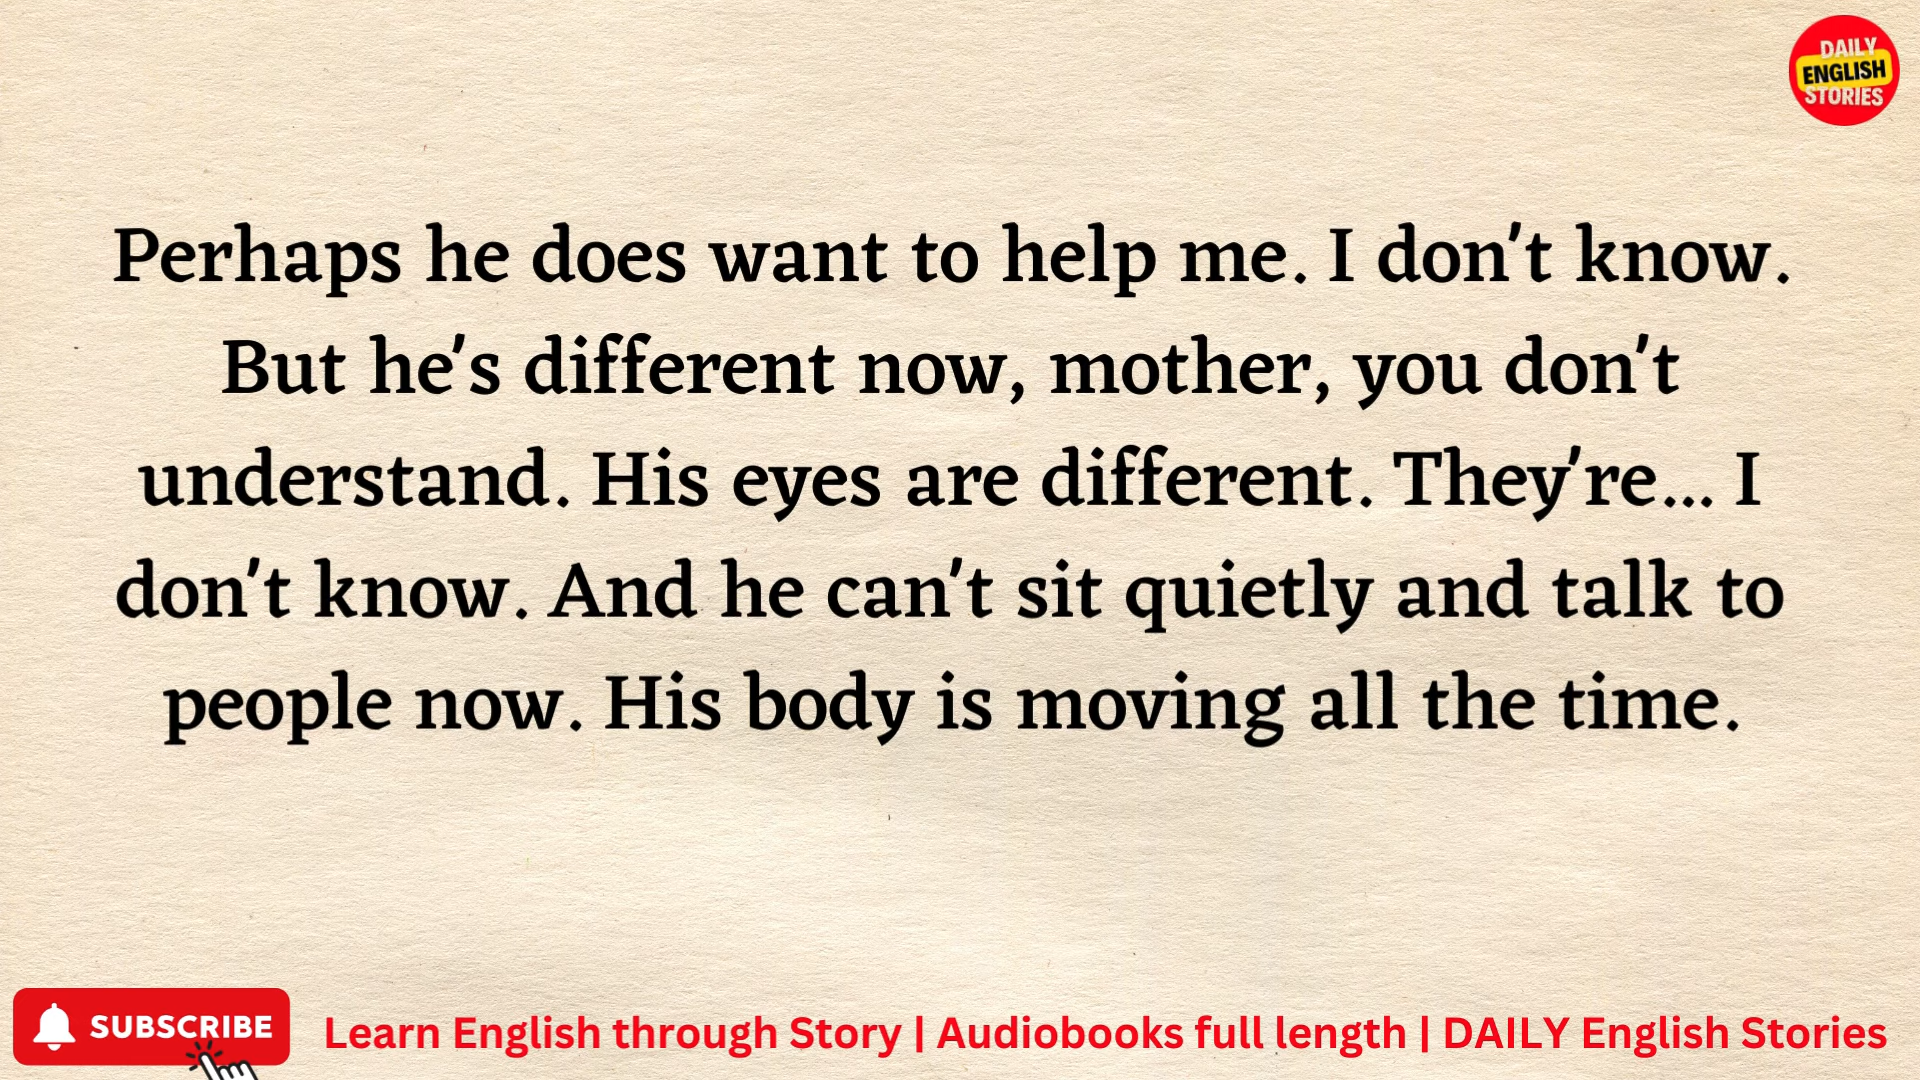 DAILY
ENGLISH
STORIES
Perhaps he does want to help me. I don't know.
But he's different now, mother, you don't
understand. His eyes are different. They're... I
don't know. And he can't sit quietly and talk to
people now. His body is moving all the time.
SUBSCRIBE
Learn English through Story | Audiobooks full length | DAILY English Stories